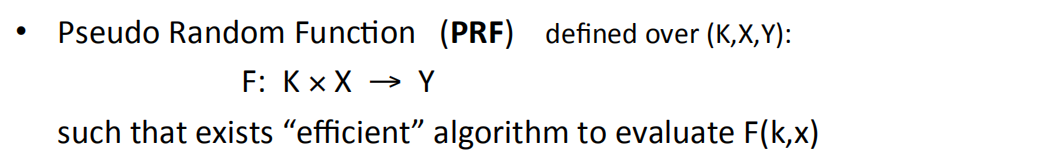 • Pseudo Random Function (PRF) defined over (K,X,Y):
F: K × X → Y
such that exists “efficient” algorithm to evaluate F(k,x)